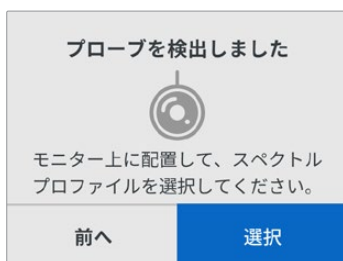 プローブを検出しました
モニター上に配置して、スペクトル
プロファイルを選択してください。
前へ
選択